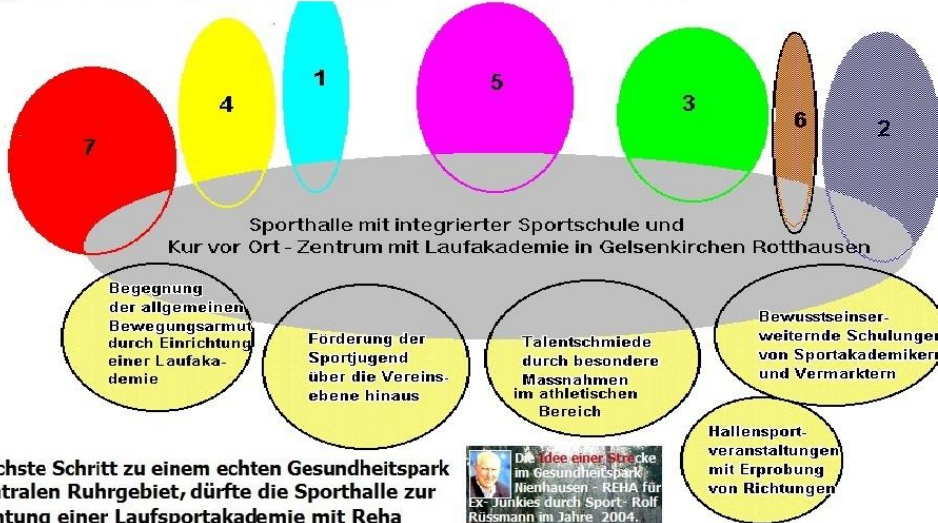 7
4
1
5
3
6
2
Sporthalle mit integrierter Sportschule und
Kur vor Ort - Zentrum mit Laufakademie in Gelsenkirchen Rotthausen
Begegnung
der allgemeinen
Bewegungsarmut
durch Einrichtung
einer Laufaka-
demie
Förderung der
Sportjugend
über die Vereins-
ebene hinaus
Talentschmiede
durch besondere
Massnahmen
im athletischen
Bereich
Bewusstseinser-
weiternde Schulungen
von Sportakademikern
und Vermarktern
Hallensport-
veranstaltungen
mit Erprobung
von Richtungen
chste Schritt zu einem echten Gesundheitspark
ntralen Ruhrgebiet, dürfte die Sporthalle zur
htung einer Laufsportakademie mit Reha
Die Idee einer Strecke
im Gesundheitspark
Nienhausen - REHA für
Ex- Junkies durch Sport- Rolf
Rüssmann im Jahre 2004.